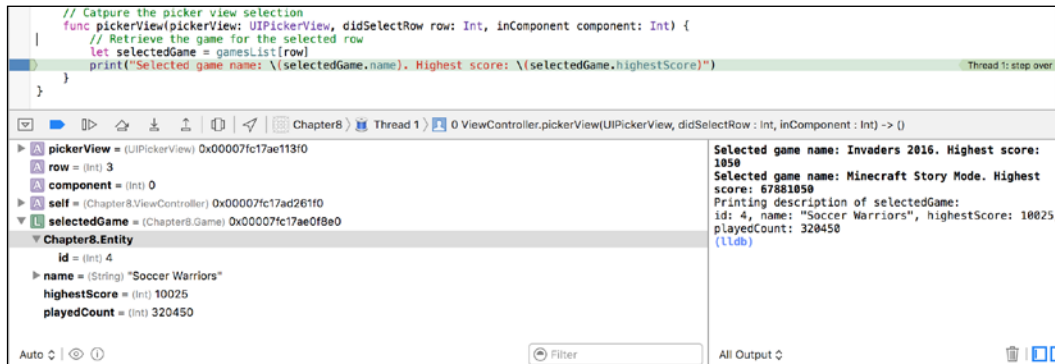 // Catpure the picker view selection
func pickerView(pickerView: UIPickerView, didSelectRow row: Int, inComponent component: Int) {
// Retrieve the game for the selected row
let selectedGame = gamesList[row]
print("Selected game name: \(selectedGame.name). Highest score: \(selectedGame.highestScore)")
Thread 1: step over
}
}
Chapter8 〉 Thread 1 〉 0 ViewController.pickerView(UIPickerView, didSelectRow : Int, inComponent : Int) -> ()
A pickerView = (UIPickerView) 0x00007fc17ae113f0
A row = (Int) 3
A component = (Int) 0
A self = (Chapter8.ViewController) 0x00007fc17ad261f0
L selectedGame = (Chapter8.Game) 0x00007fc17ae0f8e0
Chapter8.Entity
id = (Int) 4
name = (String) "Soccer Warriors"
highestScore = (Int) 10025
playedCount = (Int) 320450
Auto
Filter
Selected game name: Invaders 2016. Highest score:
1050
Selected game name: Minecraft Story Mode. Highest
score: 67881050
Printing description of selectedGame:
id: 4, name: "Soccer Warriors", highestScore: 10025
playedCount: 320450
(lldb)
All Output